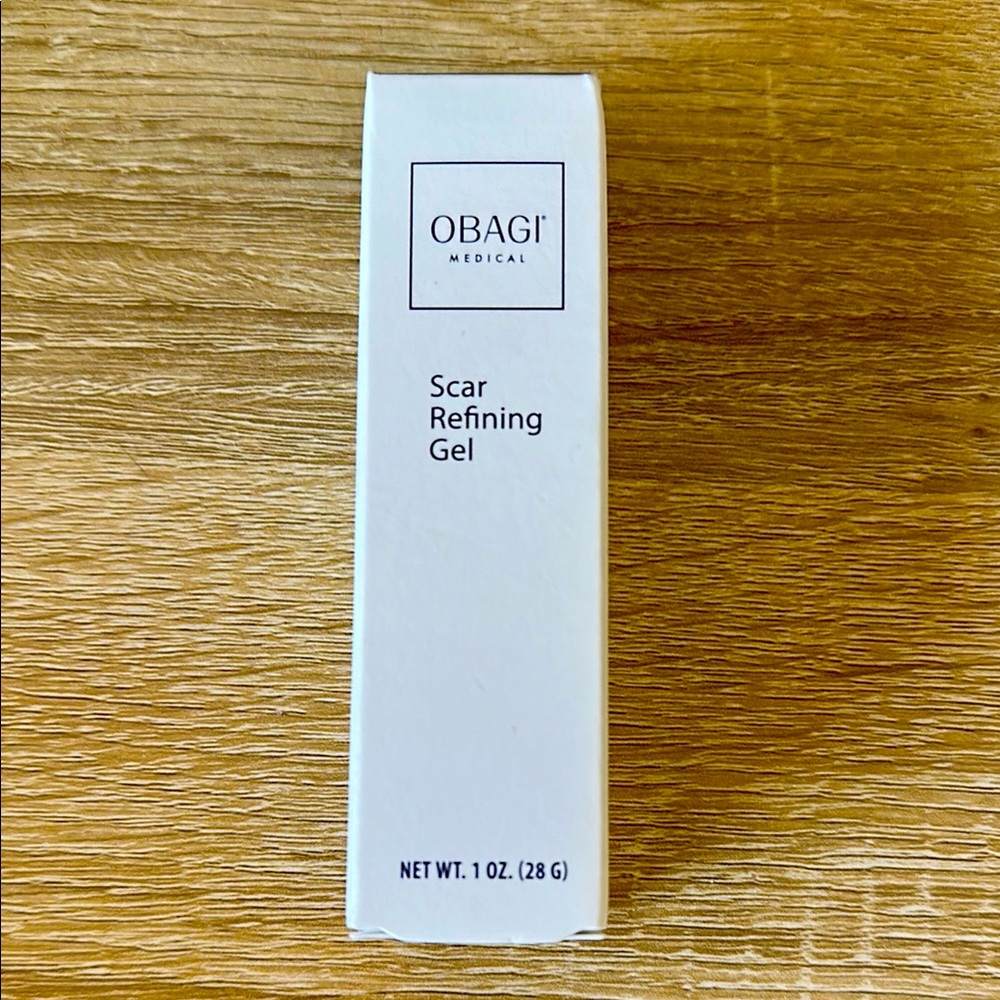 OBAGI®
MEDICAL
Scar
Refining
Gel
NET WT. 1 OZ. (28 G)